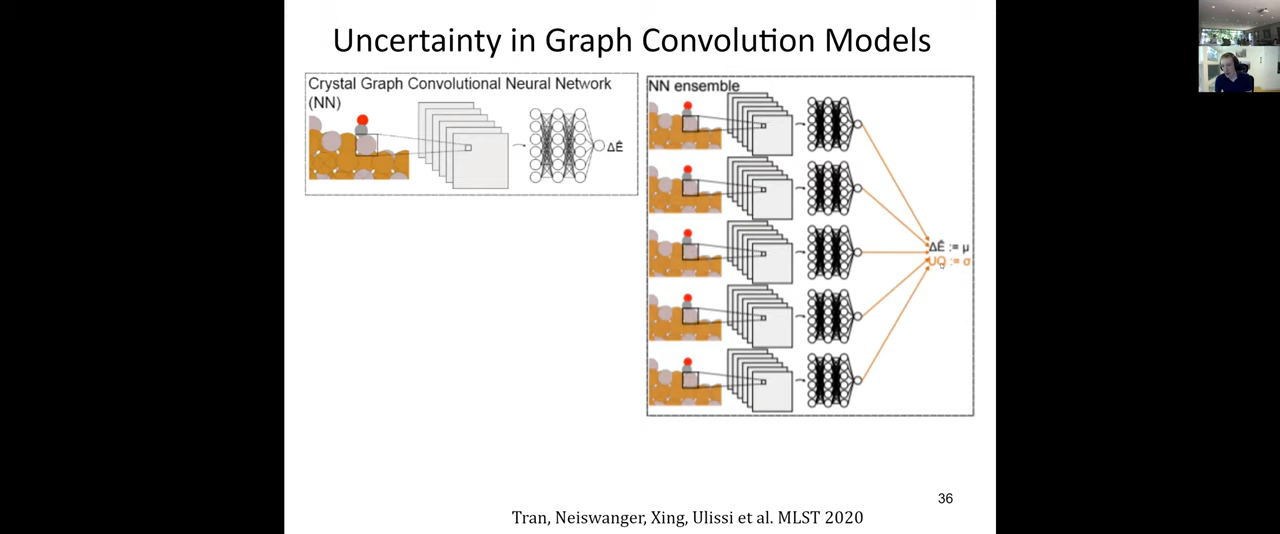 Uncertainty in Graph Convolution Models
Crystal Graph Convolutional Neural Network
(NN)
ΔÊ
NN ensemble
ΔÊ := μ
UQ := σ
36
Tran, Neiswanger, Xing, Ulissi et al. MLST 2020